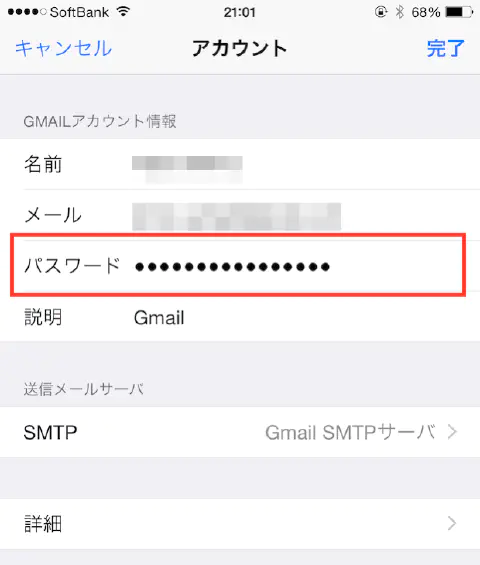 SoftBank 21:01 68%
キャンセル アカウント 完了
GMAILアカウント情報
名前
メール
パスワード ●●●●●●●●●●●●●●●●
説明 Gmail
送信メールサーバ
SMTP Gmail SMTPサーバ
詳細